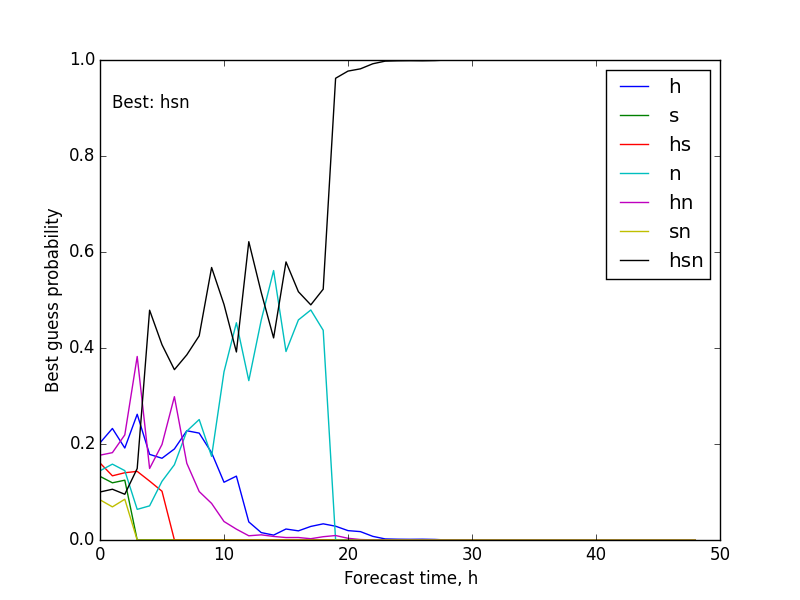 1.0
0.8
0.6
0.4
0.2
0.0
0 10 20 30 40 50
Best guess probability
Forecast time, h
Best: hsn
h
s
hs
n
hn
sn
hsn